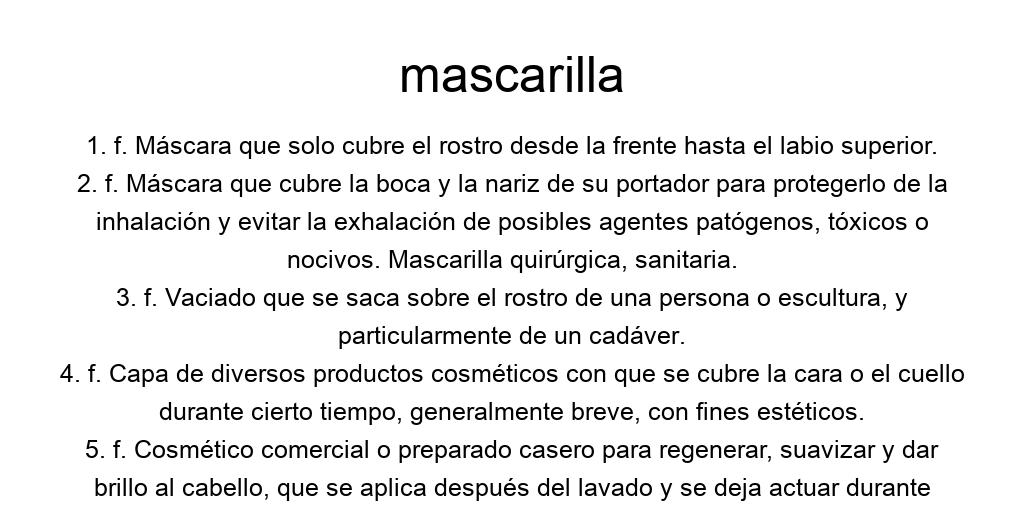 mascarilla
1. f. Máscara que solo cubre el rostro desde la frente hasta el labio superior.
2. f. Máscara que cubre la boca y la nariz de su portador para protegerlo de la
inhalación y evitar la exhalación de posibles agentes patógenos, tóxicos o
nocivos. Mascarilla quirúrgica, sanitaria.
3. f. Vaciado que se saca sobre el rostro de una persona o escultura, y
particularmente de un cadáver.
4. f. Capa de diversos productos cosméticos con que se cubre la cara o el cuello
durante cierto tiempo, generalmente breve, con fines estéticos.
5. f. Cosmético comercial o preparado casero para regenerar, suavizar y dar
brillo al cabello, que se aplica después del lavado y se deja actuar durante